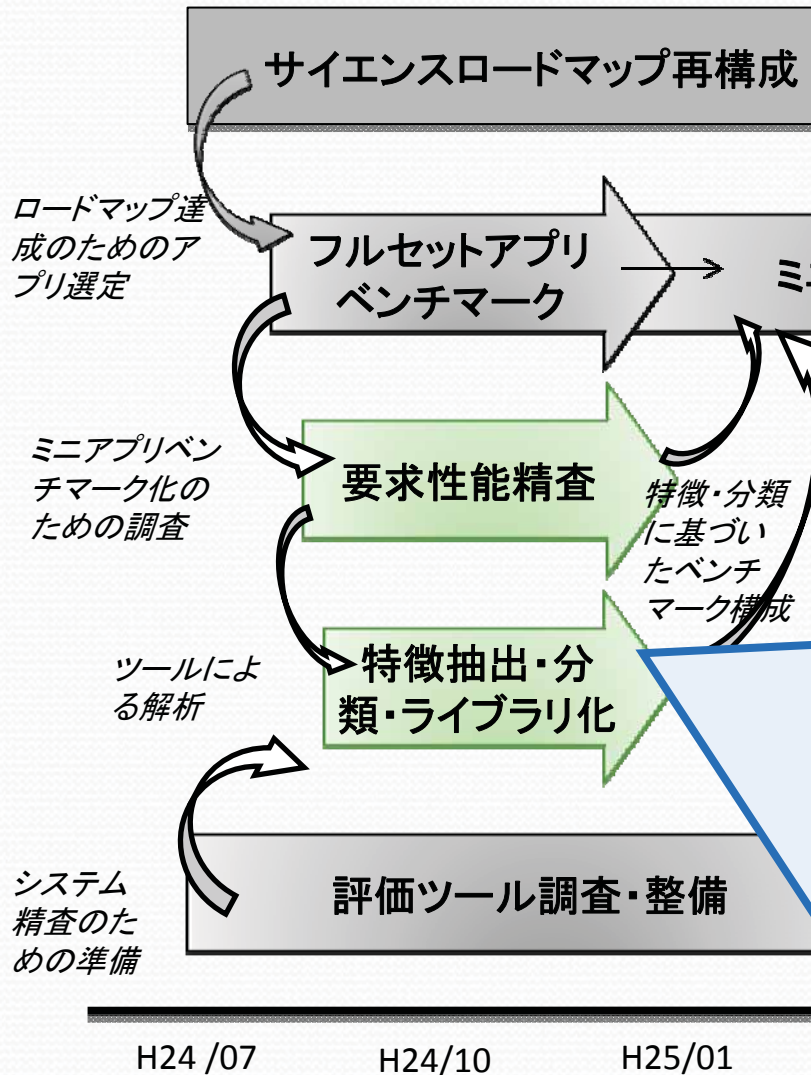 サイエンスロードマップ再構成
ロードマップ達
成のためのア
プリ選定
フルセットアプリ
ベンチマーク
ミニ
ミニアプリベン
チマーク化の
ための調査
要求性能精査
特徴・分類
に基づい
たベンチ
マーク構成
ツールによ
る解析
特徴抽出・分
類・ライブラリ化
システム
精査のた
めの準備
評価ツール調査・整備
H24 /07
H24/10
H25/01